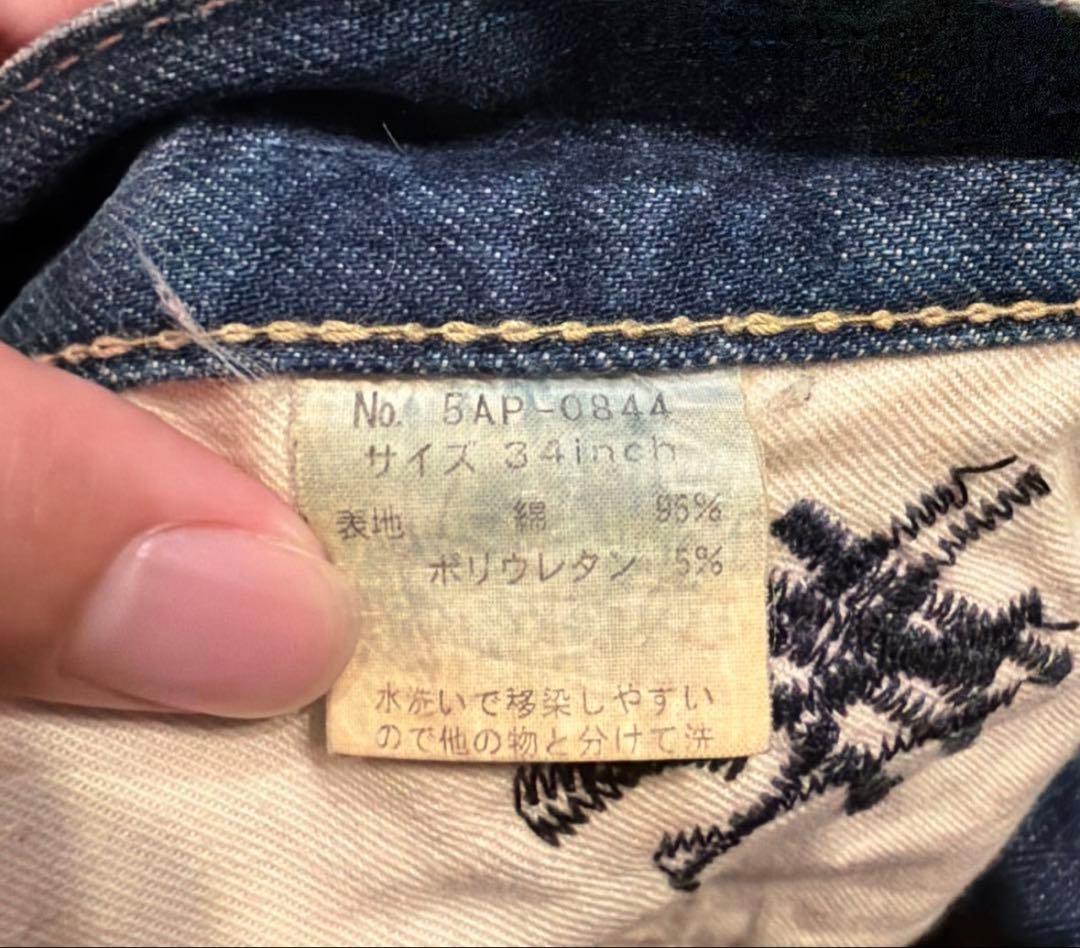 No. 5AP-0844
サイズ 34inch
表地 綿 95%
ポリウレタン 5%
水洗いで移染しやすい
ので他の物と分けて洗